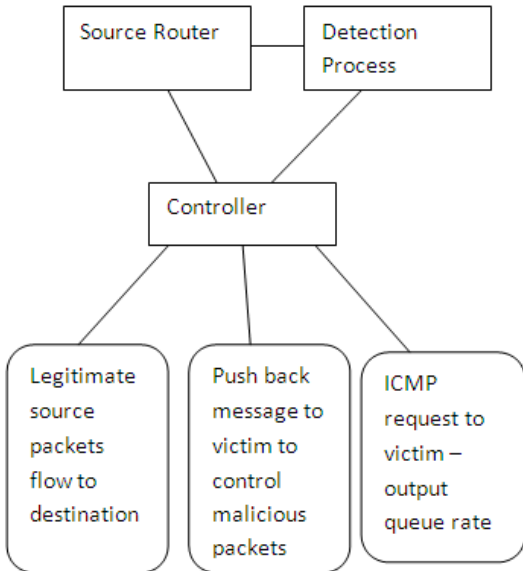 Source Router
Detection
Process
Controller
Legitimate
source
packets
flow to
destination
Push back
message to
victim to
control
malicious
packets
ICMP
request to
victim –
output
queue rate